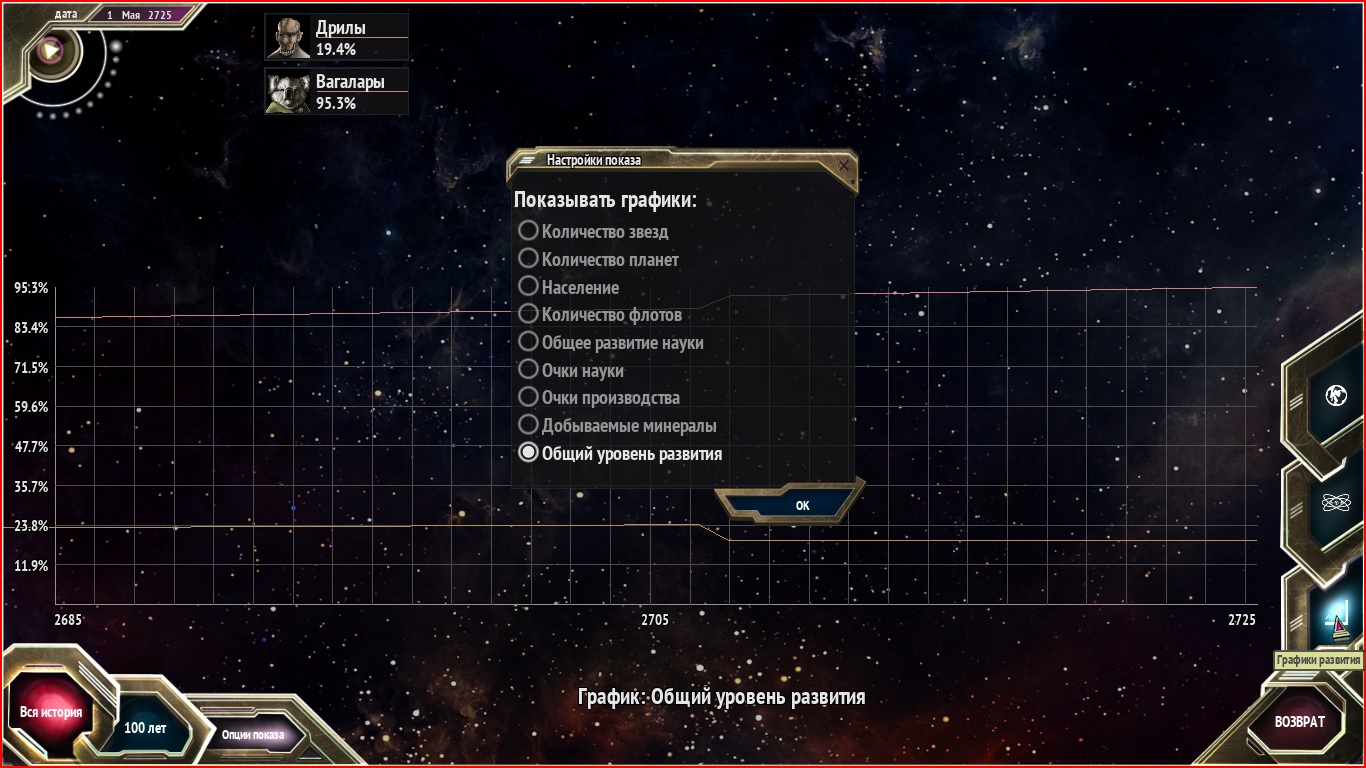 дата
1 Мая 2725
Дрилы
19.4%
Вагалары
95.3%
Настройки показа
Показывать графики:
Количество звезд
Количество планет
Население
Количество флотов
Общее развитие науки
Очки науки
Очки производства
Добываемые минералы
Общий уровень развития
ОК
95.3%
83.4%
71.5%
59.6%
47.7%
35.7%
23.8%
11.9%
2685
2705
2725
Графики развития
График: Общий уровень развития
Вся история
100 лет
Опции показа
ВОЗВРАТ